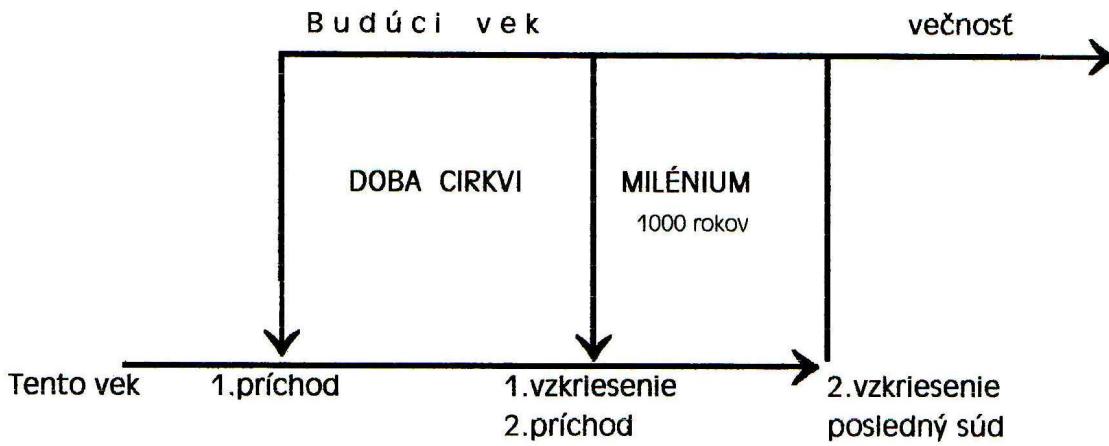 Budúci vek
večnosť
DOBA CIRKVI
MILÉNIUM
1000 rokov
Tento vek
1.príchod
1.vzkriesenie
2.príchod
2.vzkriesenie
posledný súd